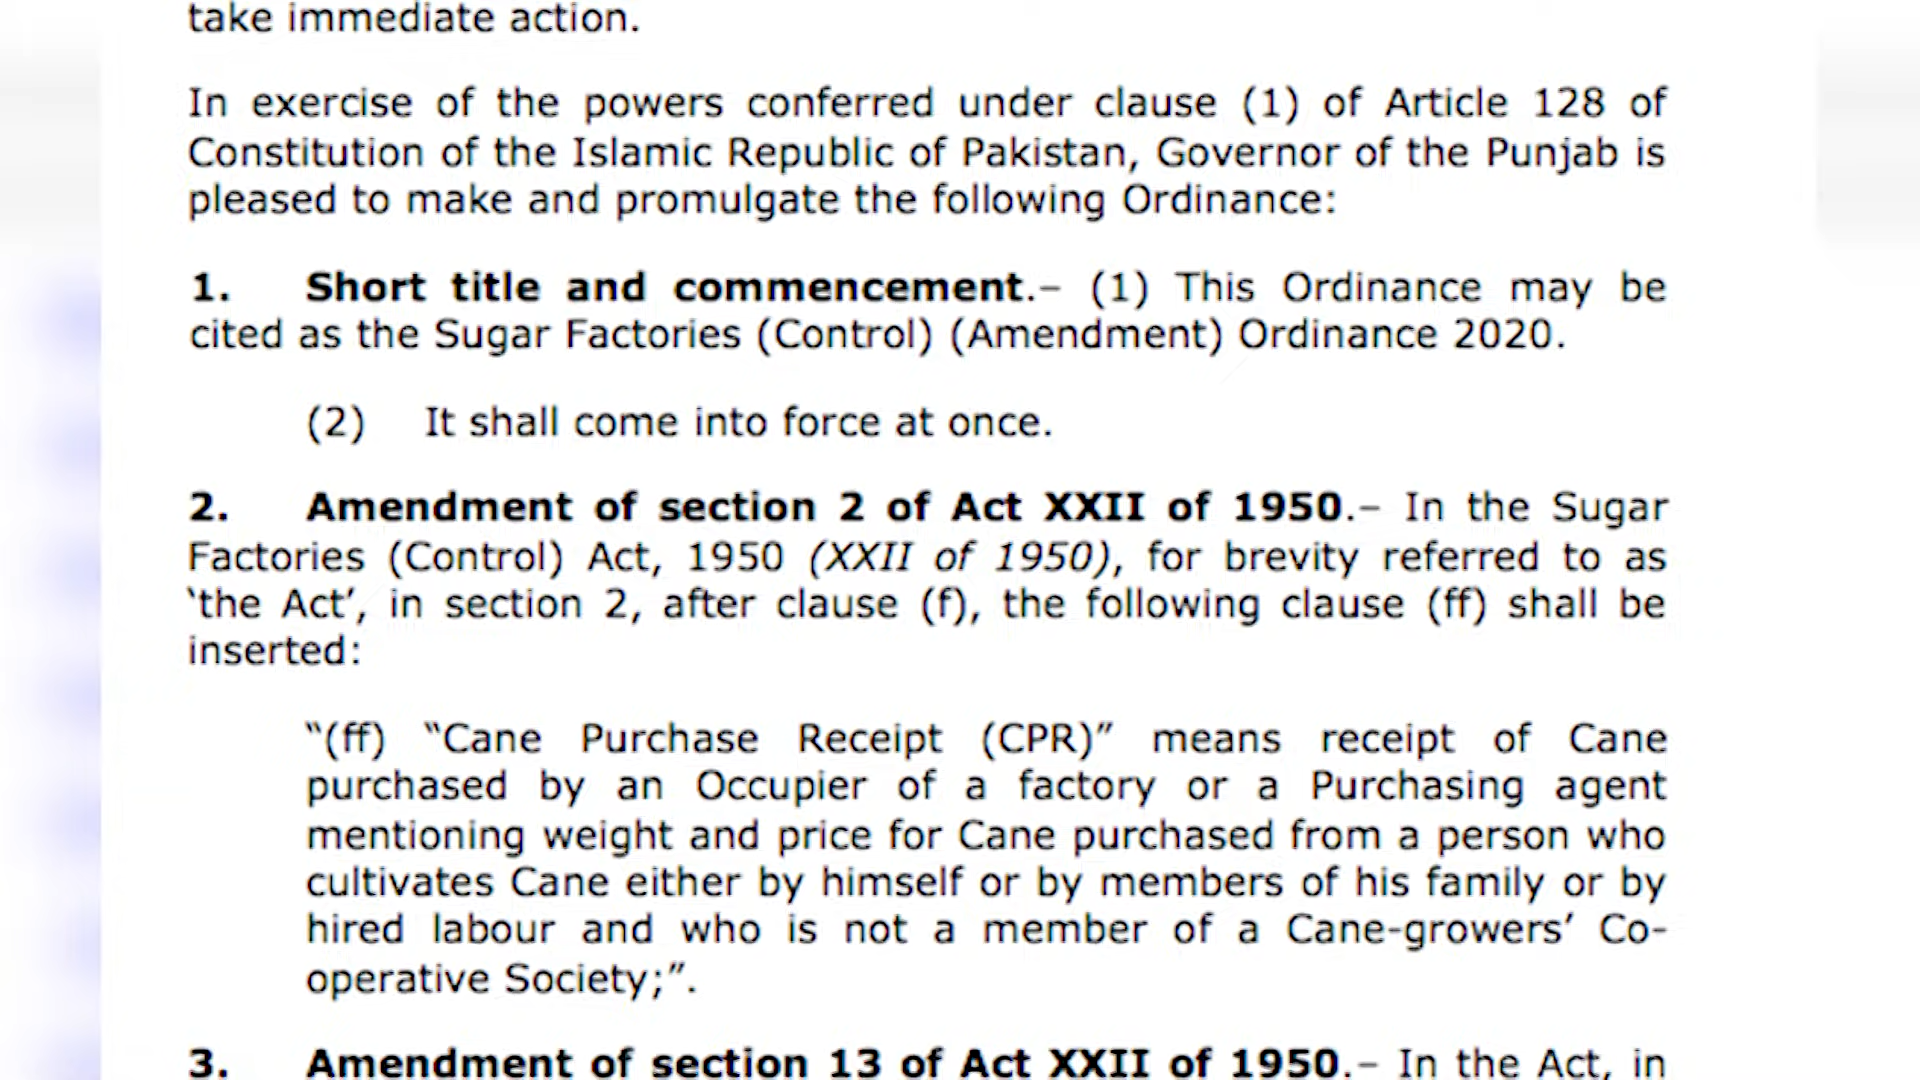 take immediate action.
In exercise of the powers conferred under clause (1) of Article 128 of
Constitution of the Islamic Republic of Pakistan, Governor of the Punjab is
pleased to make and promulgate the following Ordinance:
1. Short title and commencement.– (1) This Ordinance may be
cited as the Sugar Factories (Control) (Amendment) Ordinance 2020.
(2) It shall come into force at once.
2. Amendment of section 2 of Act XXII of 1950.– In the Sugar
Factories (Control) Act, 1950 (XXII of 1950), for brevity referred to as
‘the Act’, in section 2, after clause (f), the following clause (ff) shall be
inserted:
“(ff) “Cane Purchase Receipt (CPR)” means receipt of Cane
purchased by an Occupier of a factory or a Purchasing agent
mentioning weight and price for Cane purchased from a person who
cultivates Cane either by himself or by members of his family or by
hired labour and who is not a member of a Cane-growers’ Co-
operative Society;”.
3. Amendment of section 13 of Act XXII of 1950.– In the Act, in